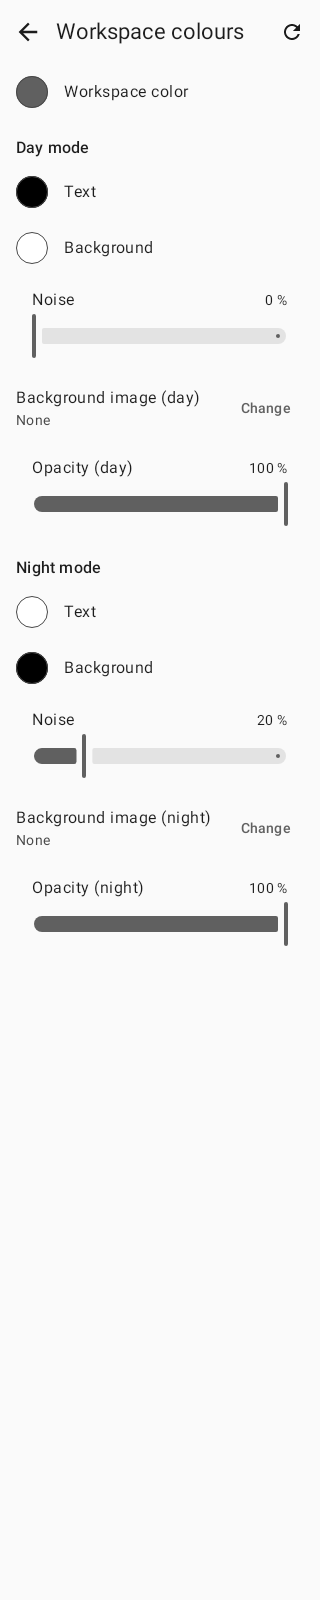 Workspace colours
Workspace color
Day mode
Text
Background
Noise 0 %
Background image (day)
None
Change
Opacity (day) 100 %
Night mode
Text
Background
Noise 20 %
Background image (night)
None
Change
Opacity (night) 100 %